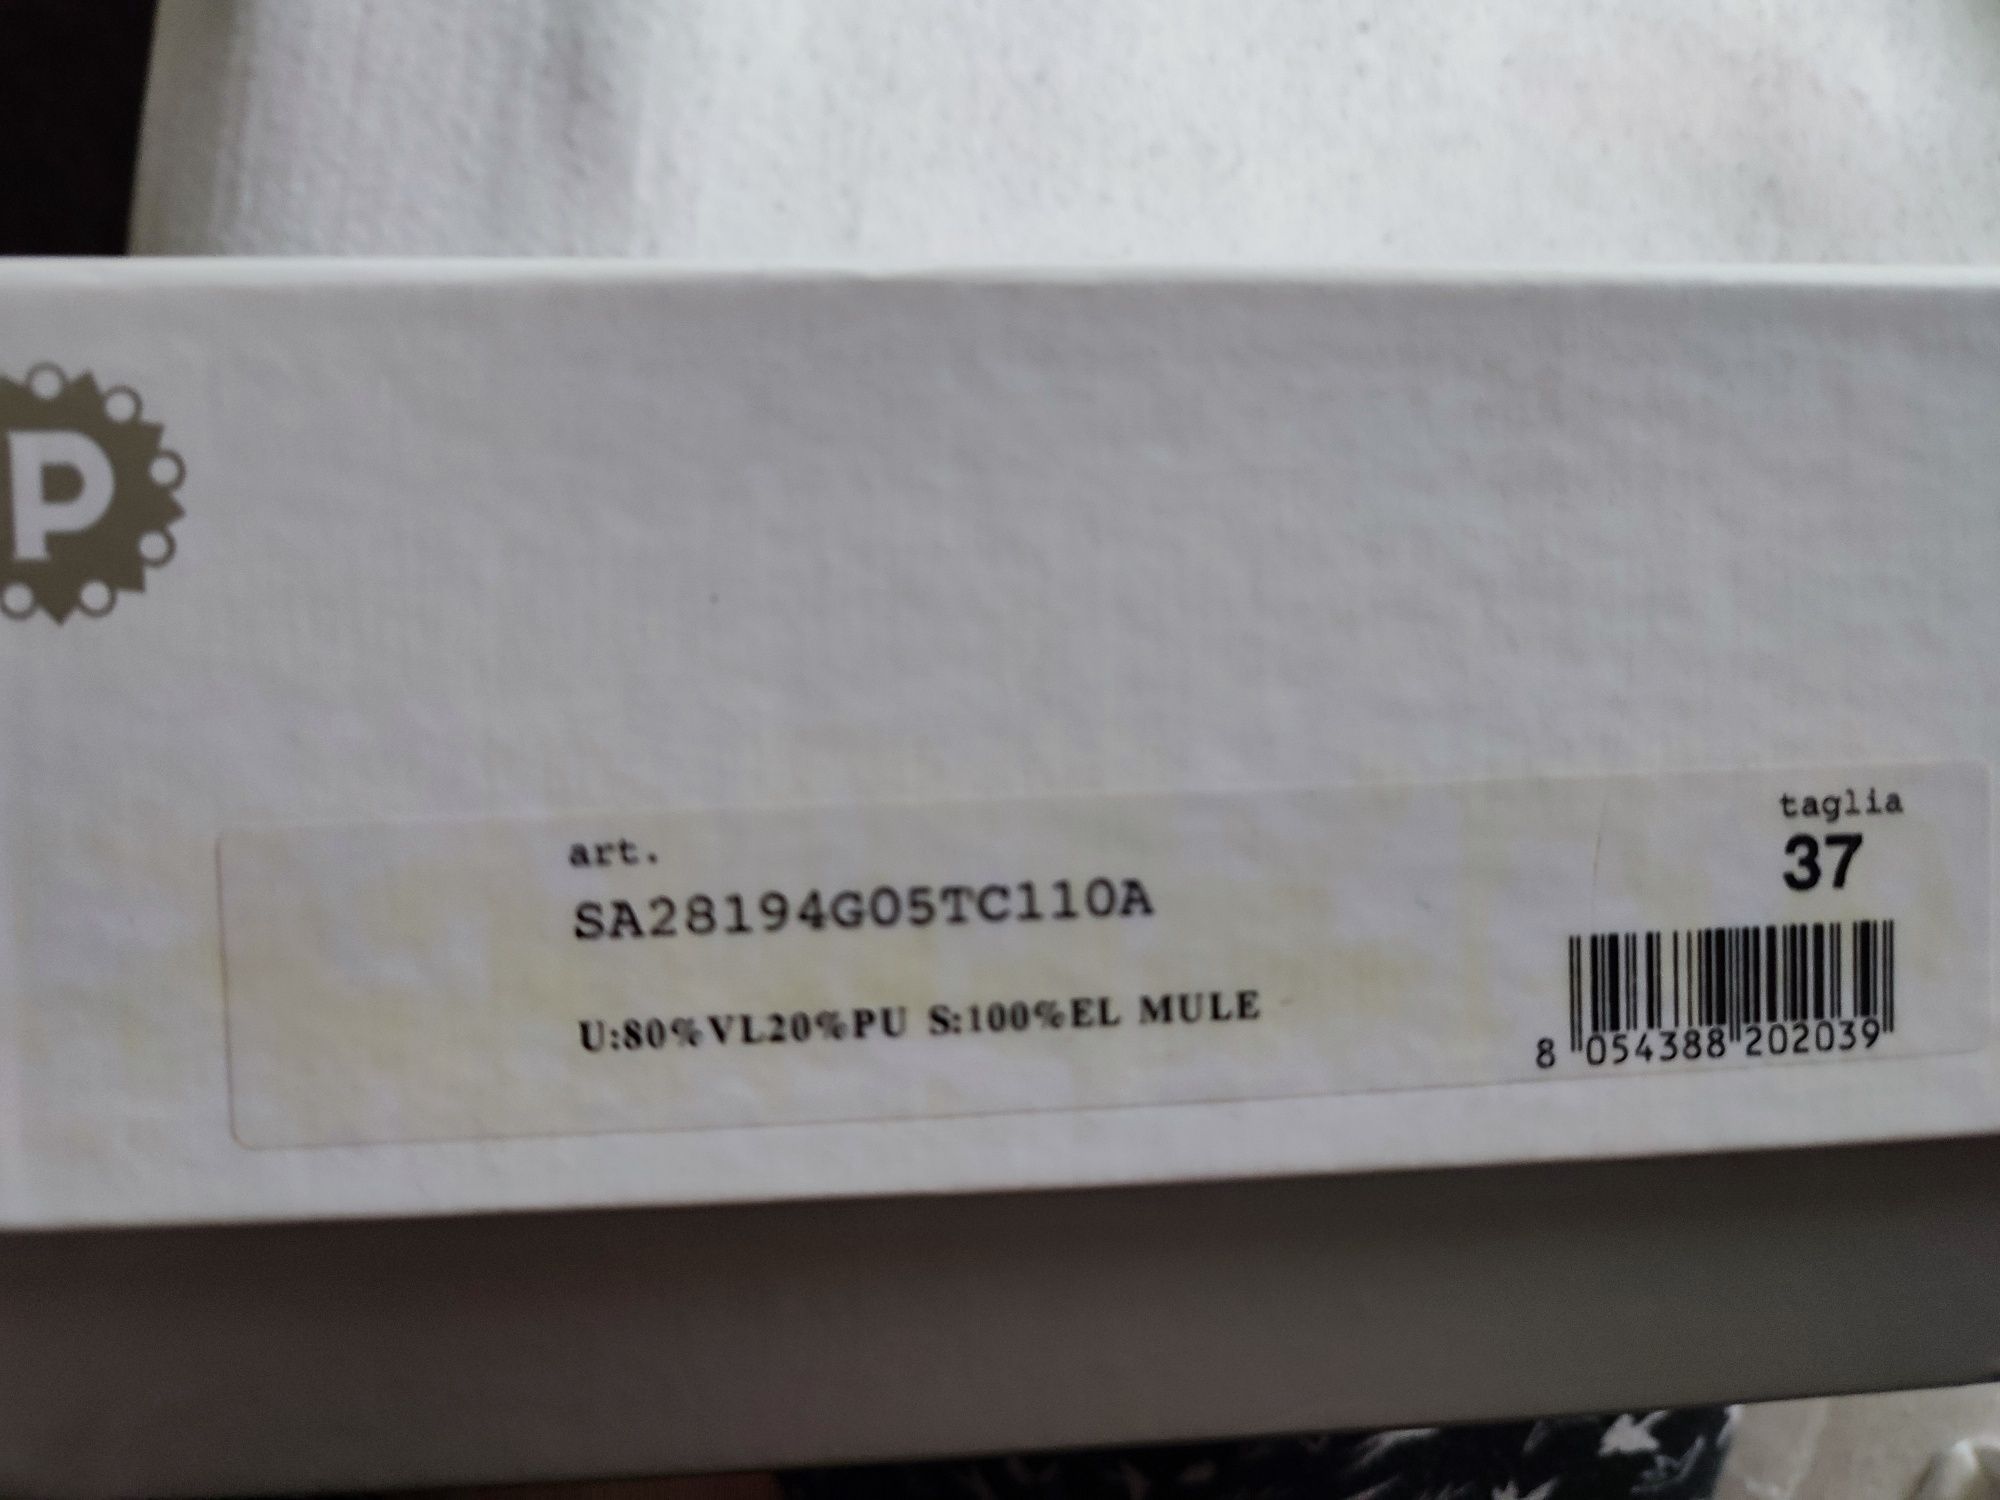 P
art.
SA28194G05TC110A
U:80%VL20%PU S:100%EL MULE
taglia
37
8 054388 202039